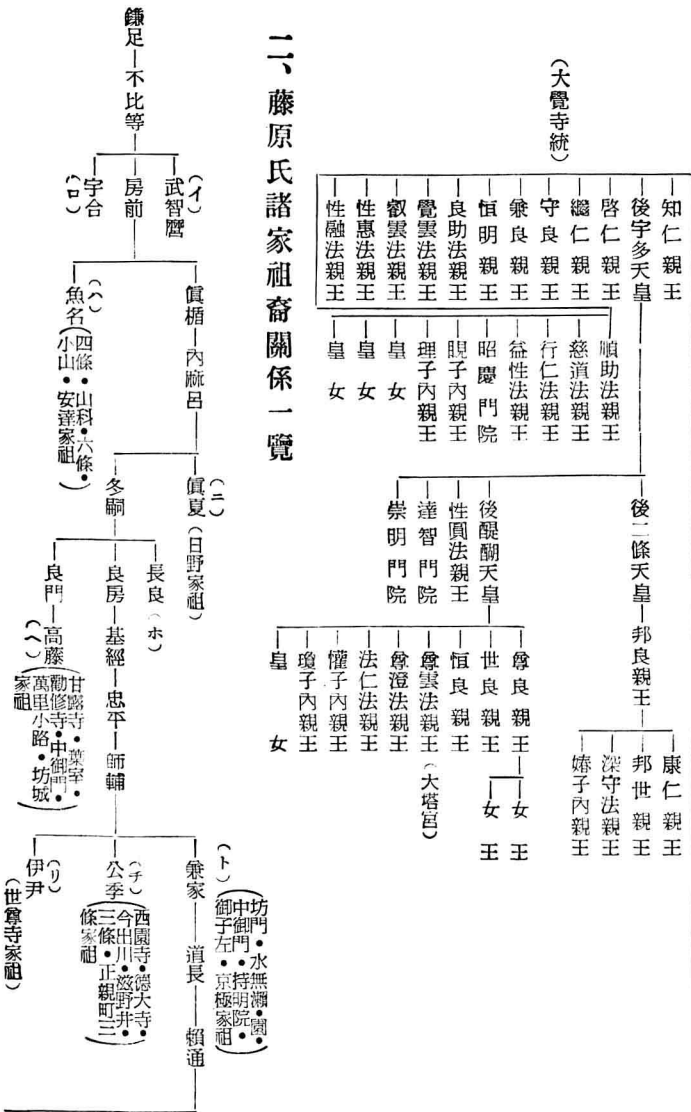 (大覺寺統)
知仁親王
後宇多天皇
啓仁親王
繼仁親王
守良親王
兼良親王
恒明親王
良助法親王
覺雲法親王
叡雲法親王
性惠法親王
性融法親王
順助法親王
慈道法親王
行仁法親王
益性法親王
昭慶門院
睨子內親王
理子內親王
皇女
皇女
皇女
後二條天皇―邦良親王
康仁親王
邦世親王
深守法親王
媋子內親王
後醍醐天皇
性圓法親王
達智門院
崇明門院
尊良親王
女王
世良親王
女王
恒良親王
尊雲法親王(大塔宮)
尊澄法親王
法仁法親王
懽子內親王
瓊子內親王
皇女
二、藤原氏諸家祖裔關係一覽
鎌足―不比等
(イ)
武智麿
房前
宇合
(ロ)
眞楯―內麻呂
(ハ)
魚名(四條・山科・六條・
小山・安達家祖)
(ニ)
眞夏(日野家祖)
冬嗣
長良(ホ)
良房―基經―忠平―師輔
良門―高藤
(ヘ)
(甘露寺・葉室・
勸修寺・中御門・
萬里小路・坊城
家祖)
(ト)
兼家―道長―賴通
(坊門・水無瀨・園・
中御門・持明院・
御子左・京極家祖)
(チ)
公季
(西園寺・德大寺・
今出川・滋野井・
三條・正親町三
條家祖)
(リ)
伊尹
(世尊寺家祖)